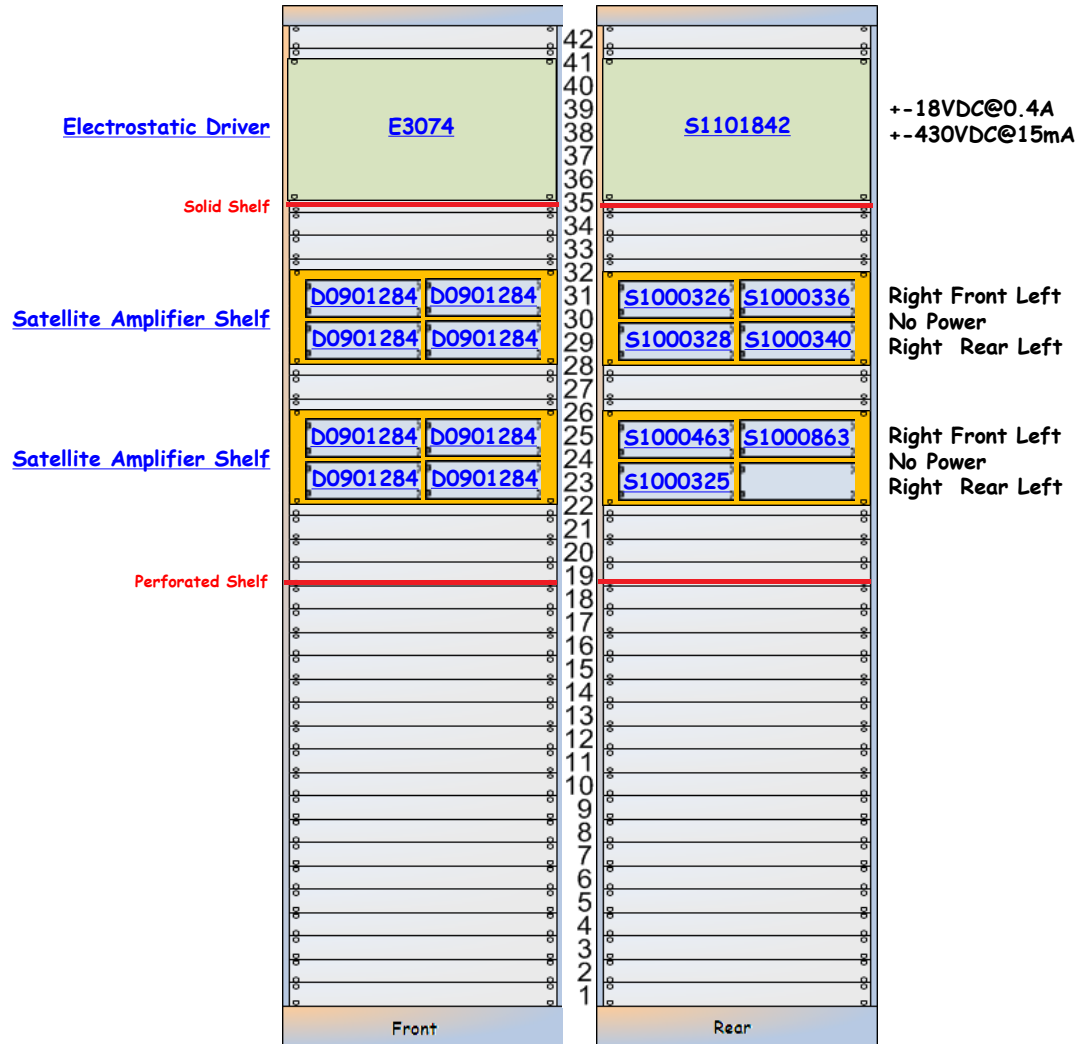 42
41
40
39
38
37
36
35
34
33
32
31
30
29
28
27
26
25
24
23
22
21
20
19
18
17
16
15
14
13
12
11
10
9
8
7
6
5
4
3
2
1
Electrostatic Driver
E3074
S1101842
+-18VDC@0.4A
+-430VDC@15mA
Solid Shelf
Satellite Amplifier Shelf
D0901284 D0901284
D0901284 D0901284
S1000326 S1000336
S1000328 S1000340
Right Front Left
No Power
Right Rear Left
Satellite Amplifier Shelf
D0901284 D0901284
D0901284 D0901284
S1000463 S1000863
S1000325
Right Front Left
No Power
Right Rear Left
Perforated Shelf
Front
Rear